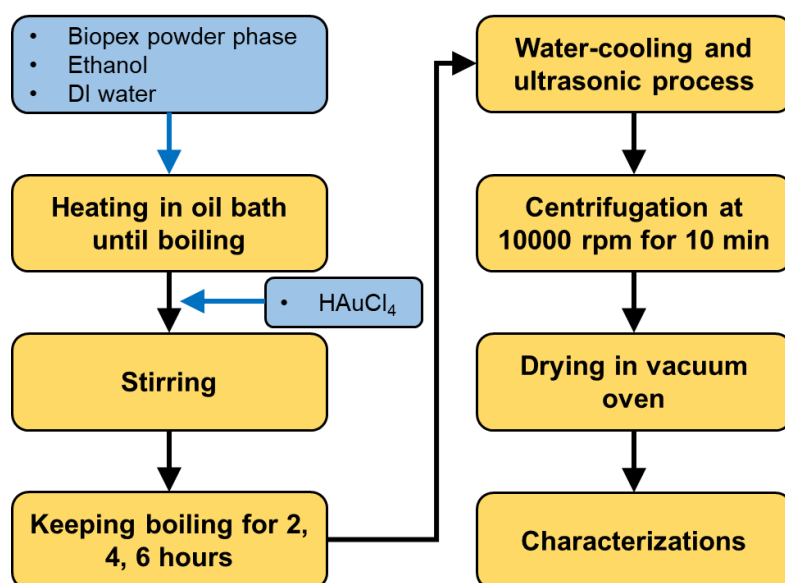 • Biopex powder phase
• Ethanol
• DI water
Heating in oil bath
until boiling
• HAuCl₄
Stirring
Keeping boiling for 2,
4, 6 hours
Water-cooling and
ultrasonic process
Centrifugation at
10000 rpm for 10 min
Drying in vacuum
oven
Characterizations